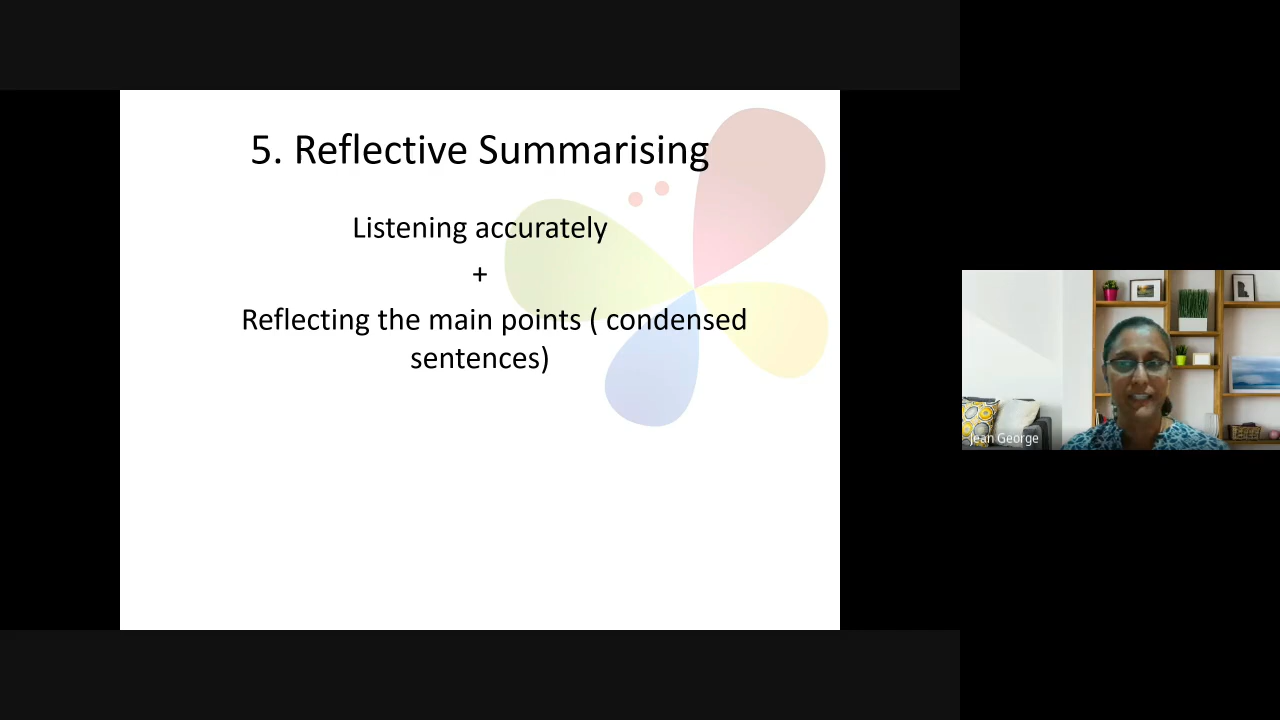 5. Reflective Summarising
Listening accurately
+
Reflecting the main points ( condensed
sentences)
Jean George